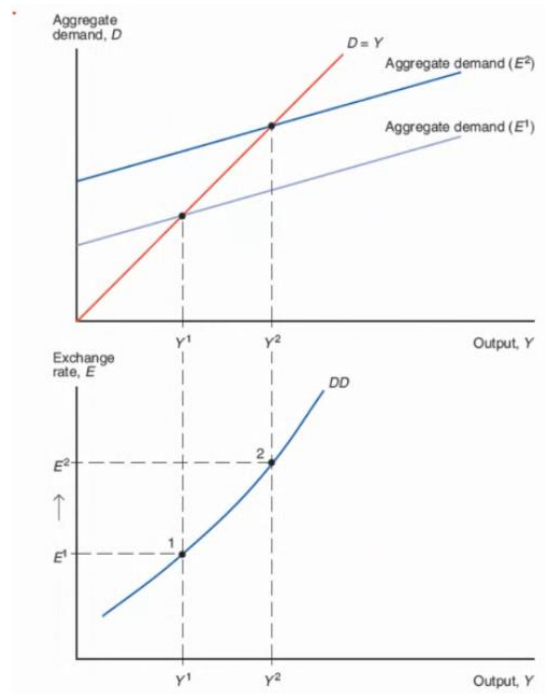 Aggregate
demand, D
D = Y
Aggregate demand (E²)
Aggregate demand (E¹)
Y¹ Y² Output, Y
Exchange
rate, E
DD
2
E²
1
E¹
Y¹ Y² Output, Y